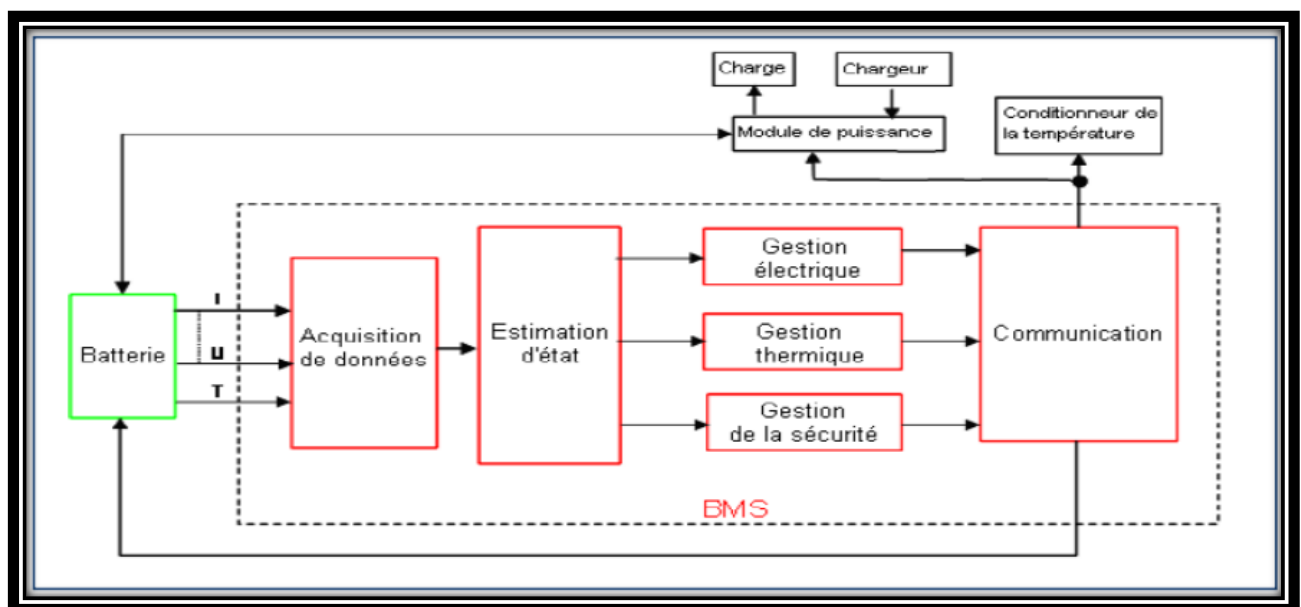 Charge
Chargeur
Module de puissance
Conditionneur de
la température
Batterie
I
U
T
Acquisition
de données
Estimation
d'état
Gestion
électrique
Gestion
thermique
Gestion
de la sécurité
Communication
BMS